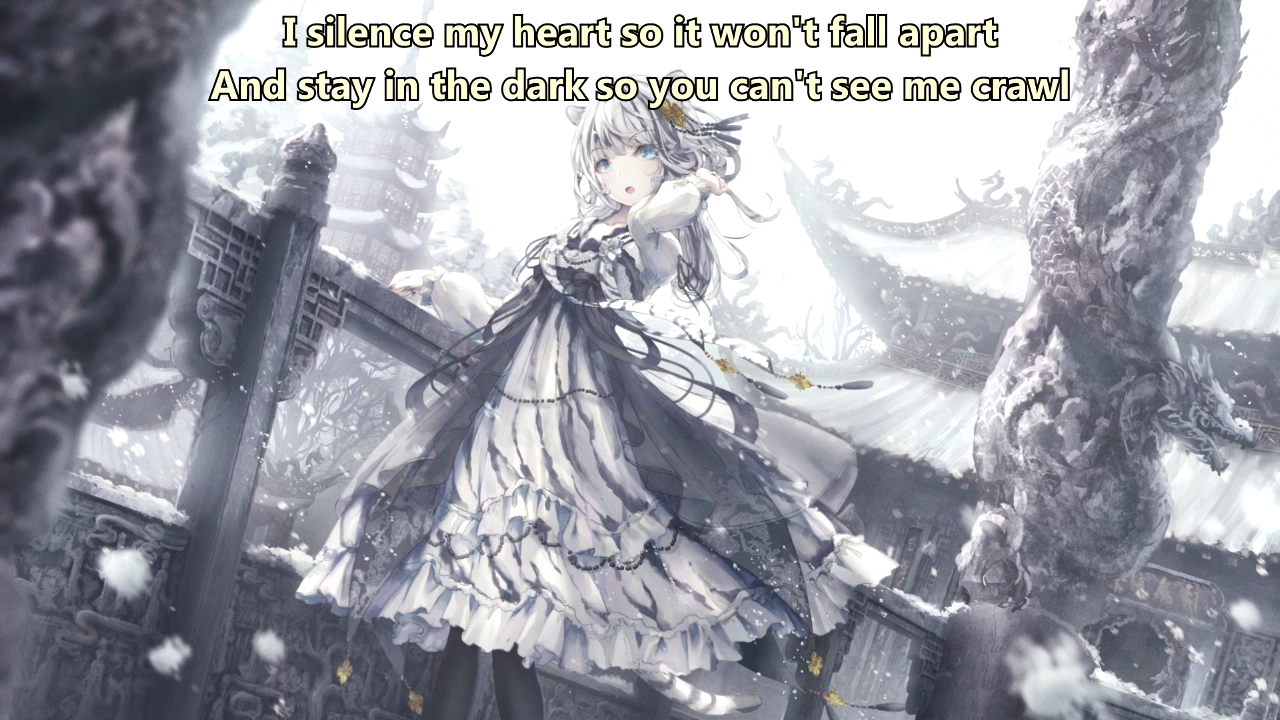 I silence my heart so it won't fall apart
And stay in the dark so you can't see me crawl